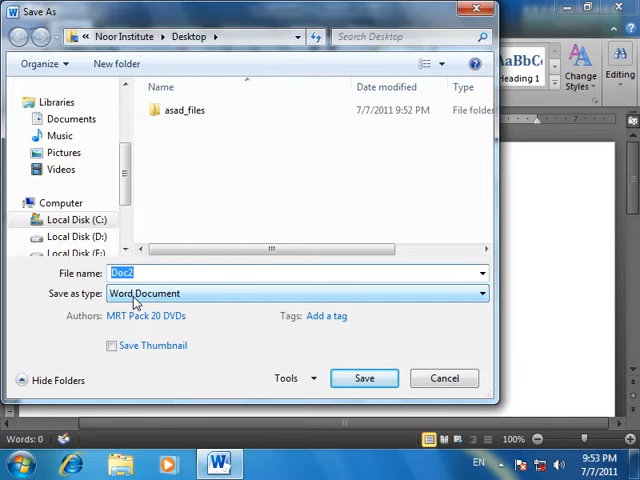 Save As
« Noor Institute Desktop
Search Desktop
Organize
New folder
Libraries
Documents
Music
Pictures
Videos
Computer
Local Disk (C:)
Local Disk (D:)
Local Disk (E:)
Name
Date modified
Type
asad_files
7/7/2011 9:52 PM
File folder
File name: Doc2
Save as type: Word Document
Authors: MRT Pack 20 DVDs
Tags: Add a tag
Save Thumbnail
Hide Folders
Tools
Save
Cancel
AaBbC
Heading 1
Change
Styles
Editing
Words: 0
100%
EN
9:53 PM
7/7/2011